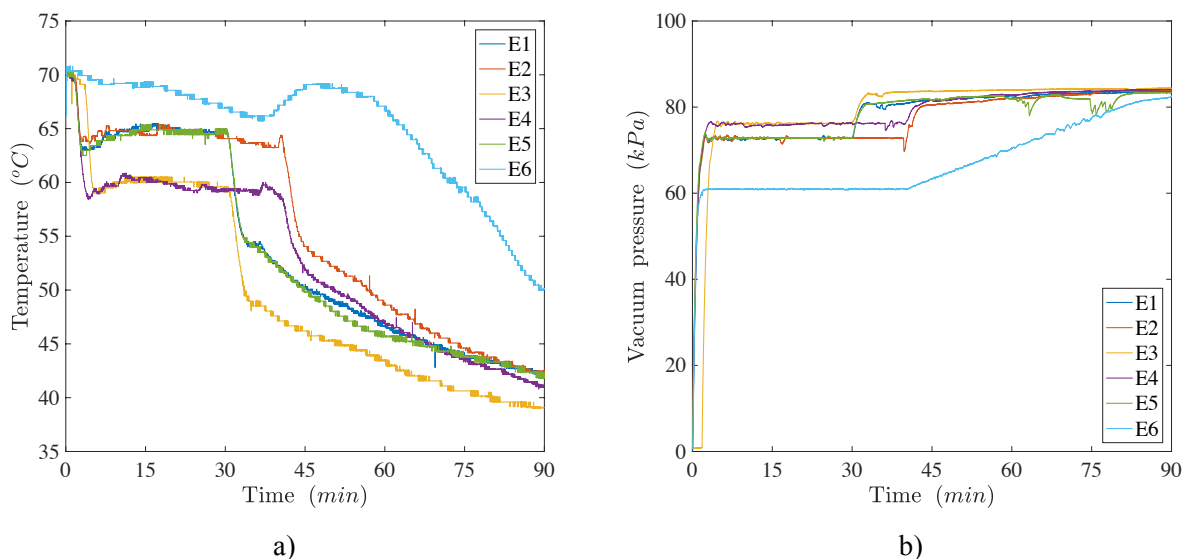 75
70
65
60
55
50
45
40
35
0 15 30 45 60 75 90
Temperature (°C)
Time (min)
E1
E2
E3
E4
E5
E6
a)
100
80
60
40
20
0
0 15 30 45 60 75 90
Vacuum pressure (kPa)
Time (min)
E1
E2
E3
E4
E5
E6
b)